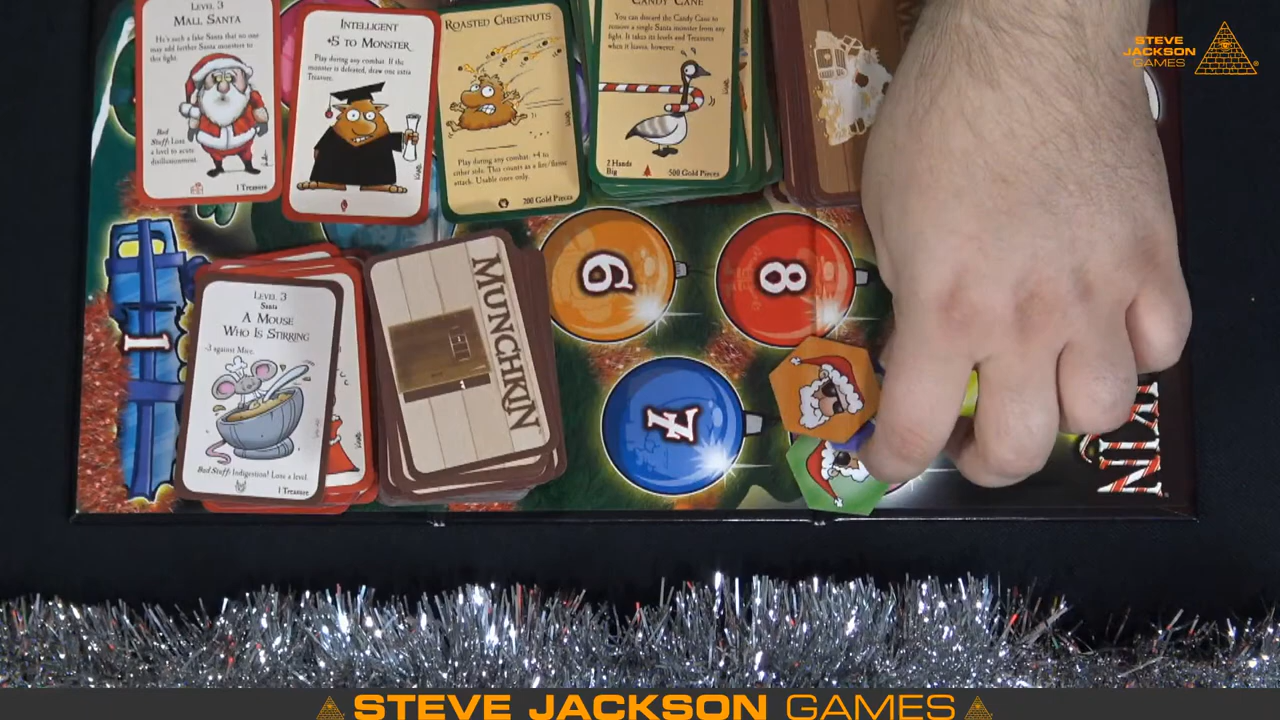 LEVEL 3
MALL SANTA
He's such a fake Santa that no one
may add further Santa monsters to
this fight.
Bad
Stuff: Lose
a level to acute
disillusionment.
1 Treasure
INTELLIGENT
+5 TO MONSTER
Play during any combat. If the
monster is defeated, draw one extra
Treasure.
ROASTED CHESTNUTS
Play during any combat. +4 to
either side. This counts as a fire/flame
attack. Usable once only.
200 Gold Pieces
CANDY CANE
You can discard the Candy Cane to
remove a single Santa monster from any
fight. It takes its levels and Treasures
when it leaves, however.
2 Hands
Big
500 Gold Pieces
STEVE
JACKSON
GAMES
1
LEVEL 3
Santa
A MOUSE
WHO IS STIRRING
-3 against Mice.
Bad Stuff: Indigestion! Lose a level.
1 Treasure
MUNCHKIN
6
8
7
KIN
STEVE JACKSON GAMES